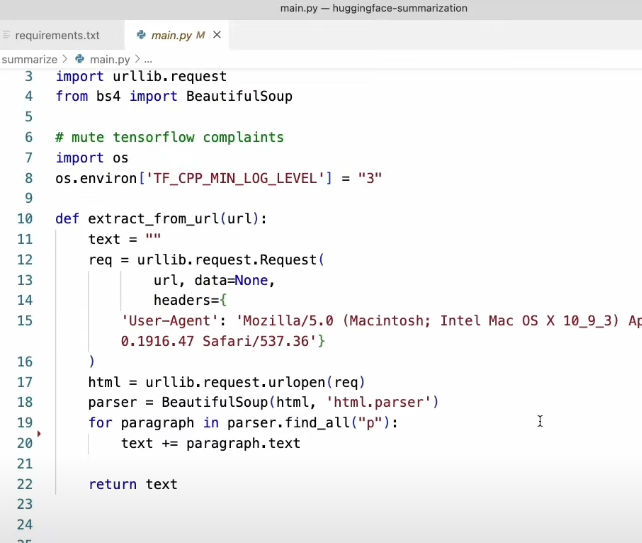 main.py — huggingface-summarization
requirements.txt main.py M ×
summarize > main.py > ...
3 import urllib.request
4 from bs4 import BeautifulSoup
5
6 # mute tensorflow complaints
7 import os
8 os.environ['TF_CPP_MIN_LOG_LEVEL'] = "3"
9
10 def extract_from_url(url):
11     text = ""
12     req = urllib.request.Request(
13             url, data=None,
14             headers={
15         'User-Agent': 'Mozilla/5.0 (Macintosh; Intel Mac OS X 10_9_3) Ap
        0.1916.47 Safari/537.36'}
16     )
17     html = urllib.request.urlopen(req)
18     parser = BeautifulSoup(html, 'html.parser')
19     for paragraph in parser.find_all("p"):
20         text += paragraph.text
21
22     return text
23
24